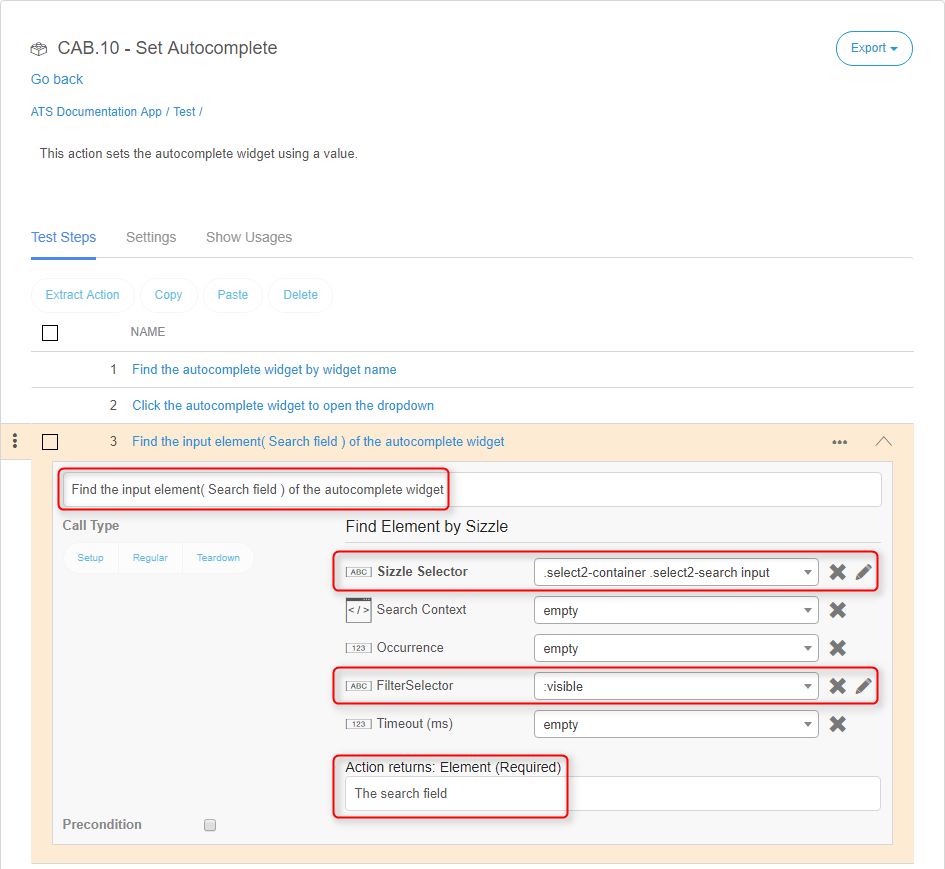 CAB.10 - Set Autocomplete
Export
Go back
ATS Documentation App / Test /
This action sets the autocomplete widget using a value.
Test Steps Settings Show Usages
Extract Action Copy Paste Delete
NAME
1 Find the autocomplete widget by widget name
2 Click the autocomplete widget to open the dropdown
3 Find the input element( Search field ) of the autocomplete widget
Find the input element( Search field ) of the autocomplete widget
Call Type
Find Element by Sizzle
Setup Regular Teardown
ABC Sizzle Selector .select2-container .select2-search input
</> Search Context empty
123 Occurrence empty
ABC FilterSelector :visible
123 Timeout (ms) empty
Action returns: Element (Required)
The search field
Precondition